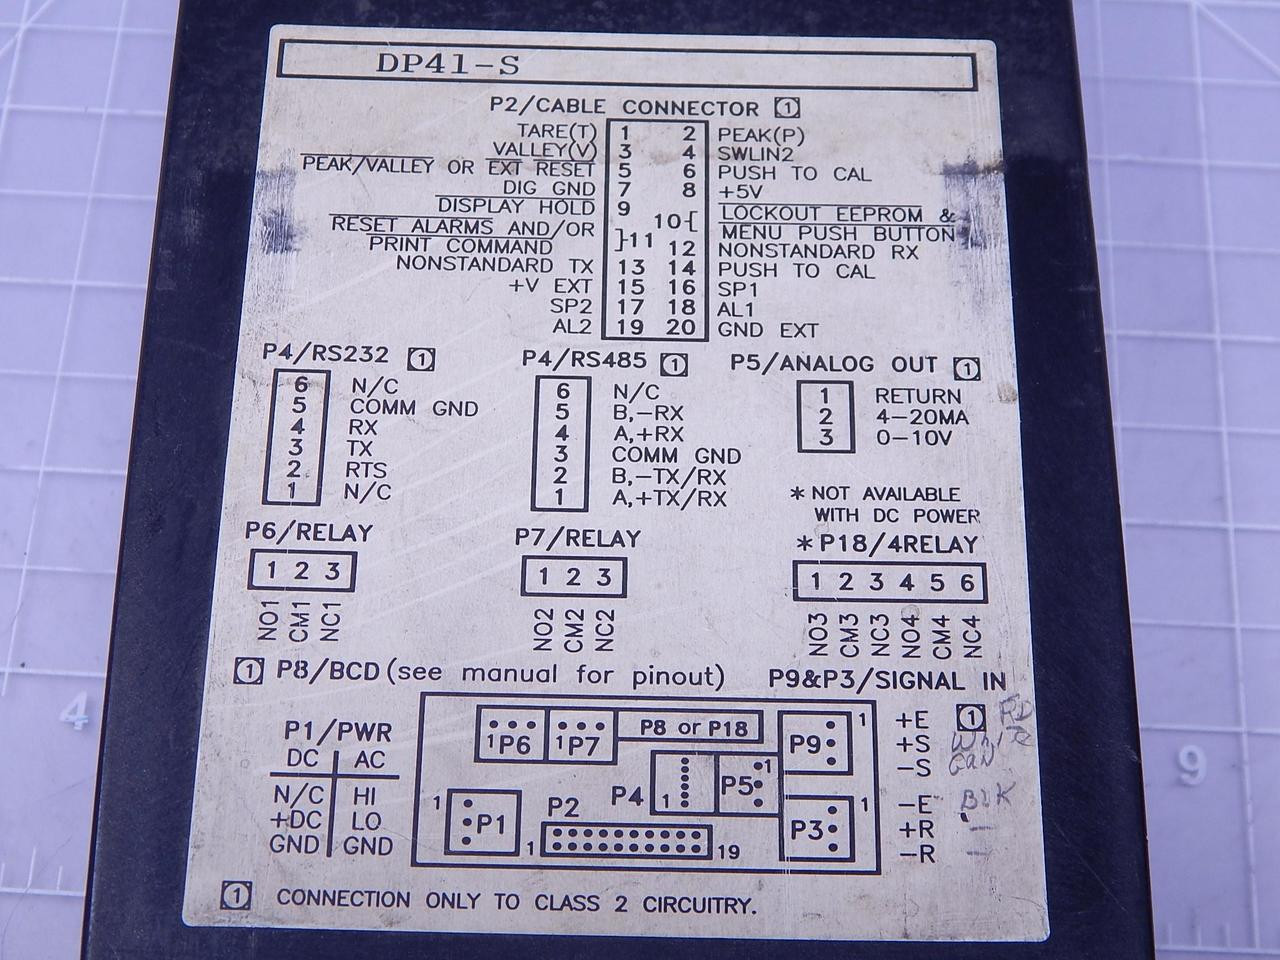 DP41-S
P2/CABLE CONNECTOR 1
TARE(T) 1 2 PEAK(P)
VALLEY(V) 3 4 SWLIN2
PEAK/VALLEY OR EXT RESET 5 6 PUSH TO CAL
DIG GND 7 8 +5V
DISPLAY HOLD 9 10 LOCKOUT EEPROM &
MENU PUSH BUTTON
RESET ALARMS AND/OR
PRINT COMMAND 11 12 NONSTANDARD RX
NONSTANDARD TX 13 14 PUSH TO CAL
+V EXT 15 16 SP1
SP2 17 18 AL1
AL2 19 20 GND EXT
P4/RS232 1
6 N/C
5 COMM GND
4 RX
3 TX
2 RTS
1 N/C
P4/RS485 1
6 N/C
5 B,-RX
4 A,+RX
3 COMM GND
2 B,-TX/RX
1 A,+TX/RX
P5/ANALOG OUT 1
1 RETURN
2 4-20MA
3 0-10V
* NOT AVAILABLE
WITH DC POWER
P6/RELAY
1 2 3
NO1 CM1 NC1
P7/RELAY
1 2 3
NO2 CM2 NC2
*P18/4RELAY
1 2 3 4 5 6
NO3 CM3 NC3 NO4 CM4 NC4
1 P8/BCD (see manual for pinout)
P9&P3/SIGNAL IN
P1/PWR
DC AC
N/C HI
+DC LO
GND GND
1P6 1P7 P8 or P18 P9 1
P4 1 P5 1
1 P1 P2 1 19 P3 1
+E 1 RD
+S White
-S
-E BLK
+R -
-R -
1 CONNECTION ONLY TO CLASS 2 CIRCUITRY.
4
9